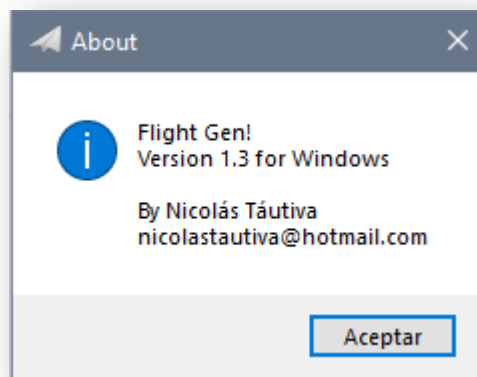 About
Flight Gen!
Version 1.3 for Windows
By Nicolás Táutiva
nicolastautiva@hotmail.com
Aceptar